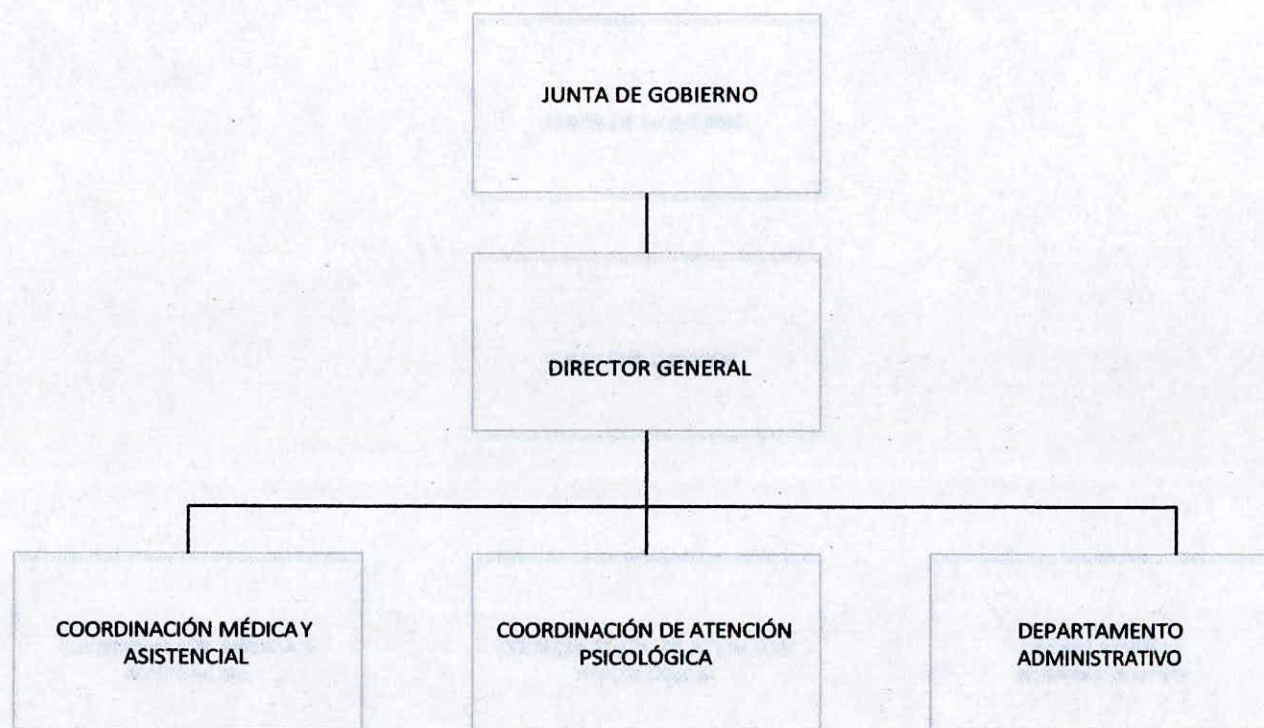 JUNTA DE GOBIERNO
DIRECTOR GENERAL
COORDINACIÓN MÉDICA Y
ASISTENCIAL
COORDINACIÓN DE ATENCIÓN
PSICOLÓGICA
DEPARTAMENTO
ADMINISTRATIVO